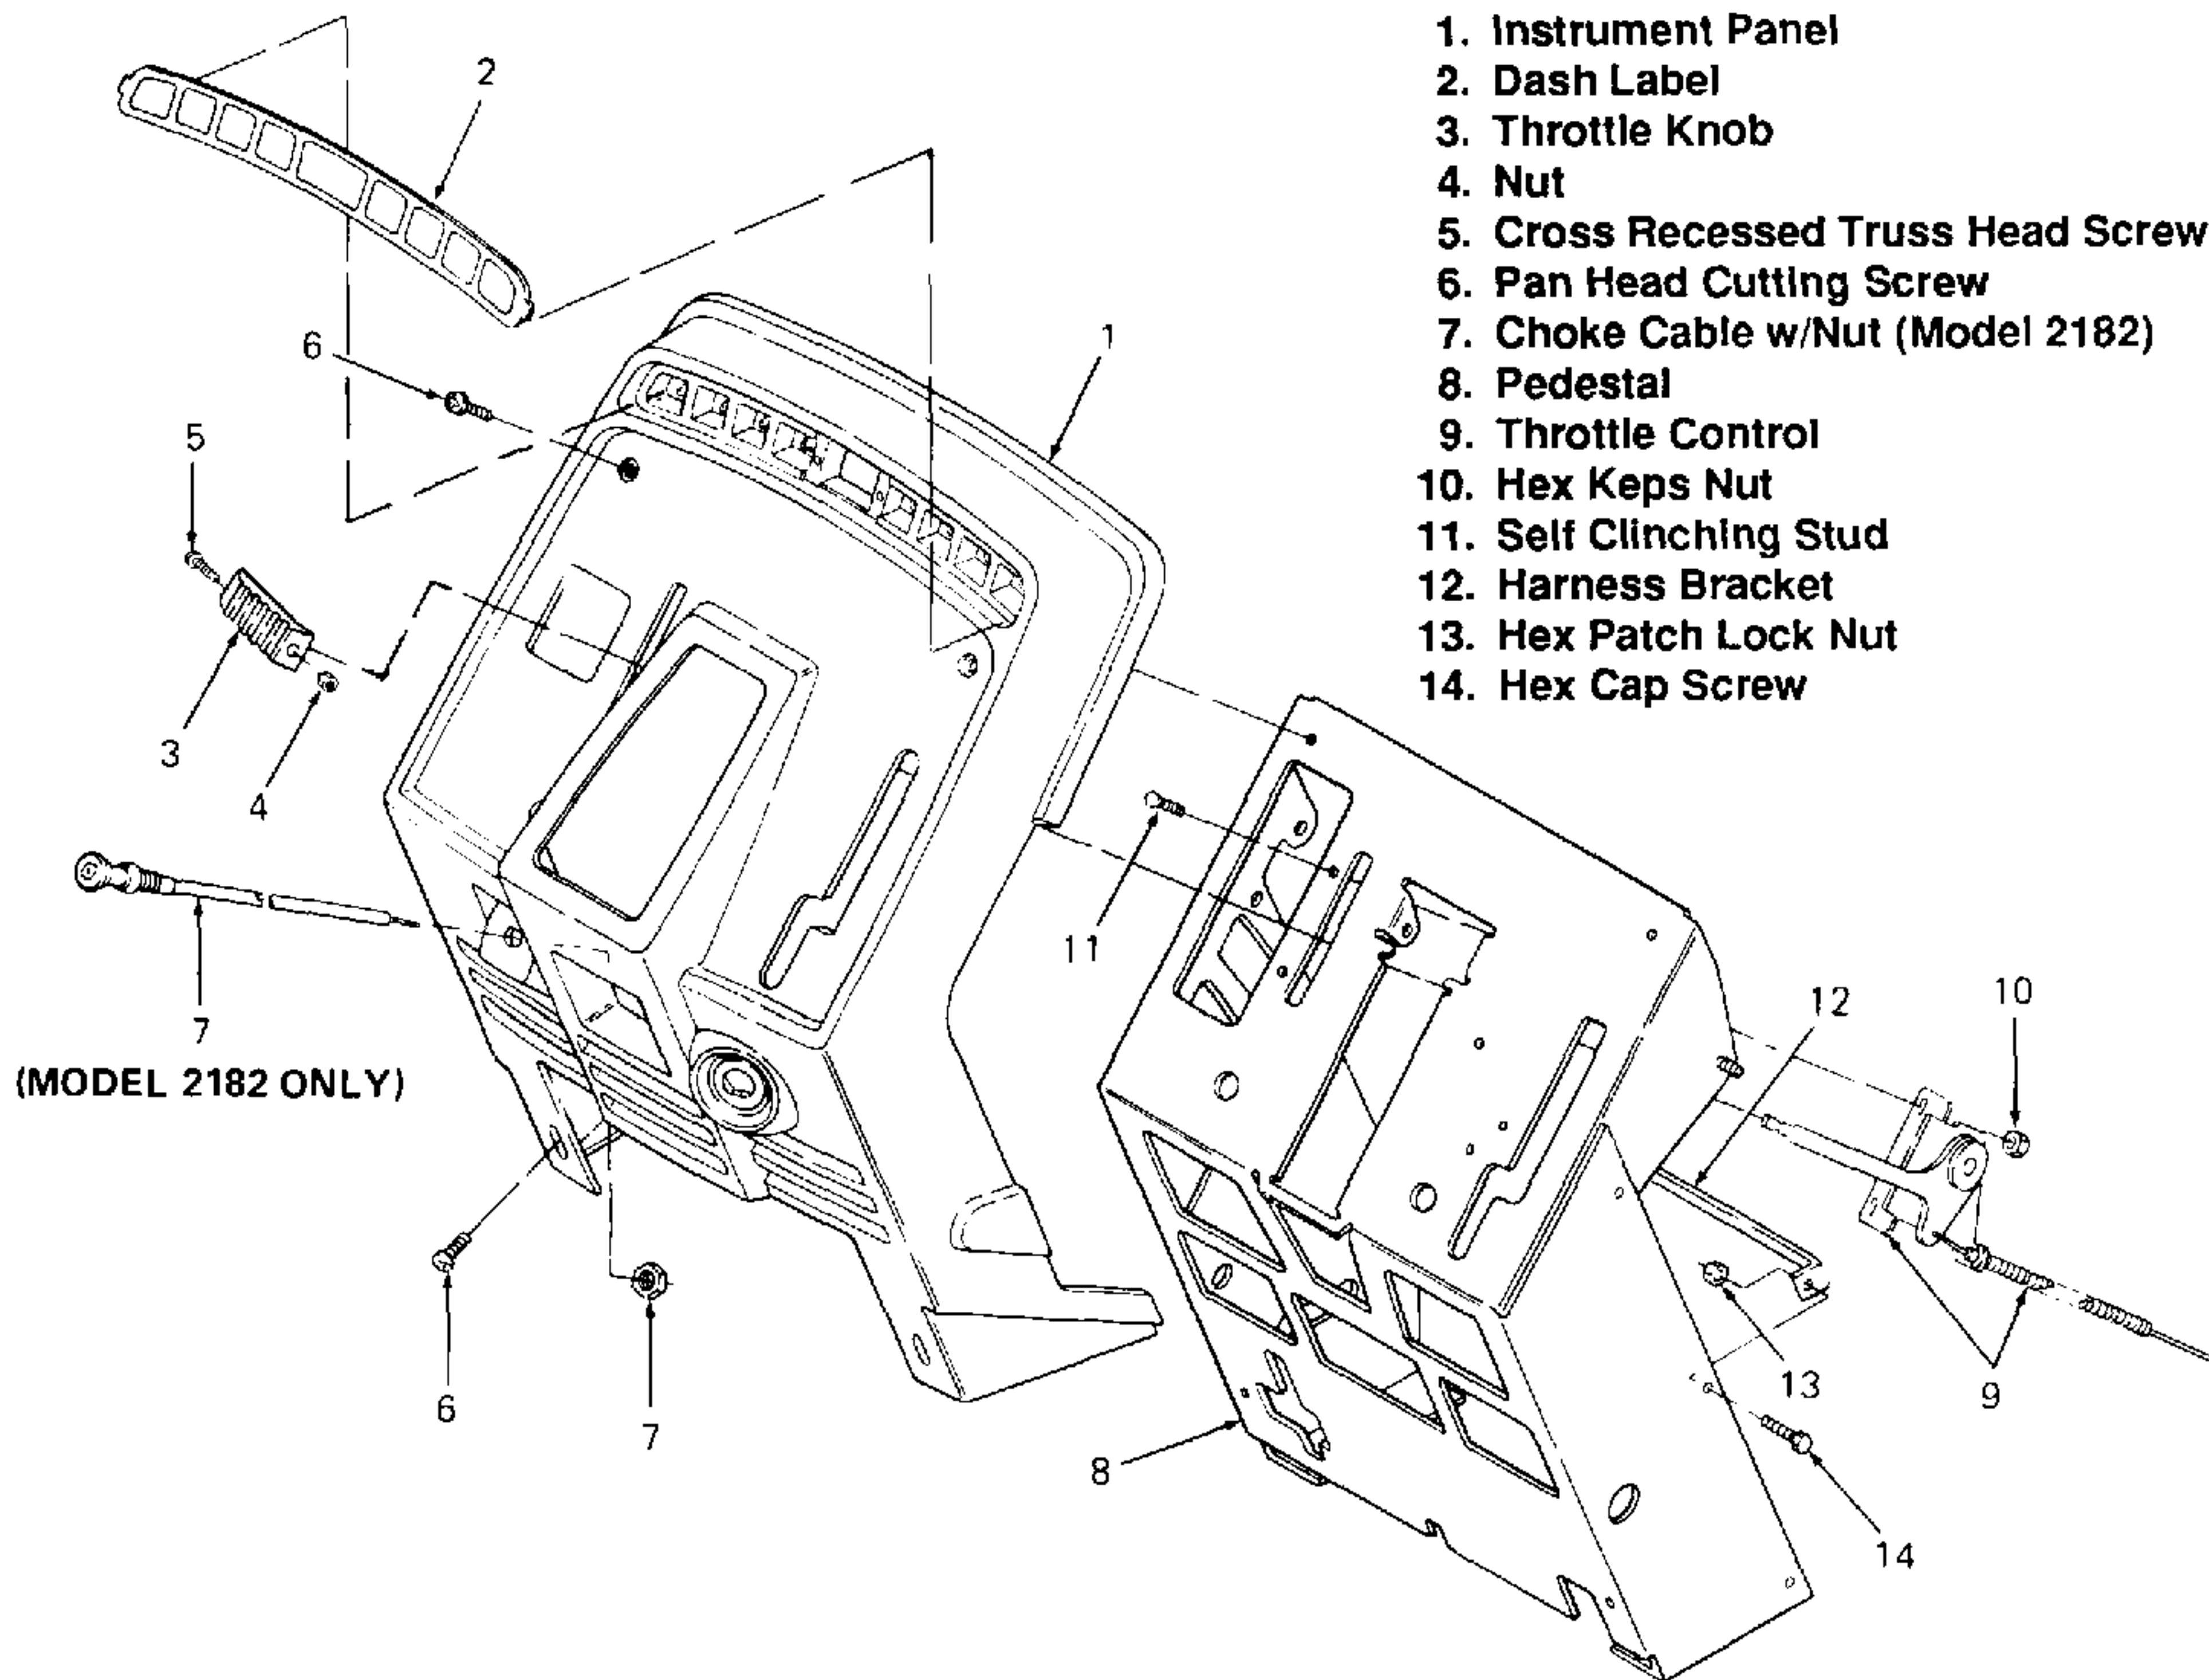 1. Instrument Panel
2. Dash Label
3. Throttle Knob
4. Nut
5. Cross Recessed Truss Head Screw
6. Pan Head Cutting Screw
7. Choke Cable w/Nut (Model 2182)
8. Pedestal
9. Throttle Control
10. Hex Keps Nut
11. Self Clinching Stud
12. Harness Bracket
13. Hex Patch Lock Nut
14. Hex Cap Screw
2
6
1
5
3
4
11
7
(MODEL 2182 ONLY)
12
10
6
7
13
9
8
14